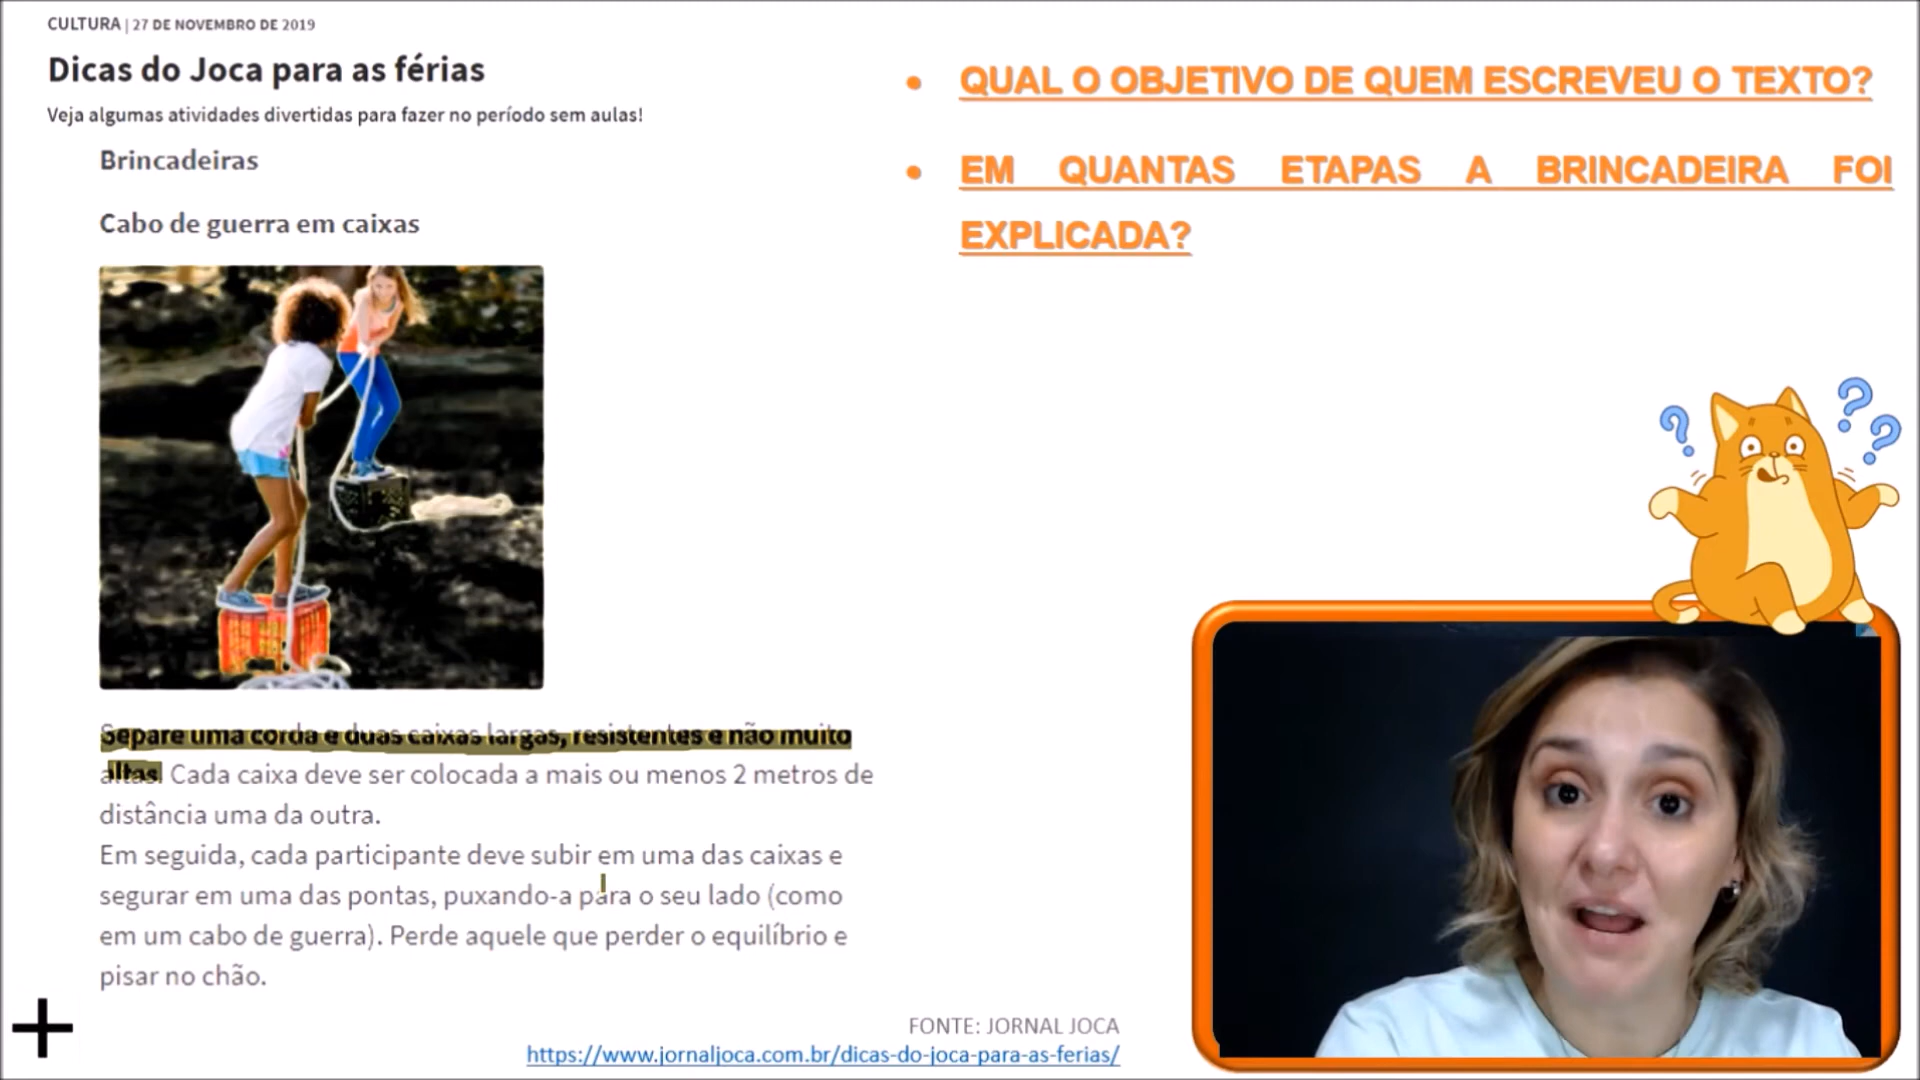 CULTURA | 27 DE NOVEMBRO DE 2019
Dicas do Joca para as férias
Veja algumas atividades divertidas para fazer no período sem aulas!
Brincadeiras
Cabo de guerra em caixas
Separe uma corda e duas caixas largas, resistentes e não muito
altas. Cada caixa deve ser colocada a mais ou menos 2 metros de
distância uma da outra.
Em seguida, cada participante deve subir em uma das caixas e
segurar em uma das pontas, puxando-a para o seu lado (como
em um cabo de guerra). Perde aquele que perder o equilíbrio e
pisar no chão.
FONTE: JORNAL JOCA
https://www.jornaljoca.com.br/dicas-do-joca-para-as-ferias/
• QUAL O OBJETIVO DE QUEM ESCREVEU O TEXTO?
• EM QUANTAS ETAPAS A BRINCADEIRA FOI
EXPLICADA?
? ? ?